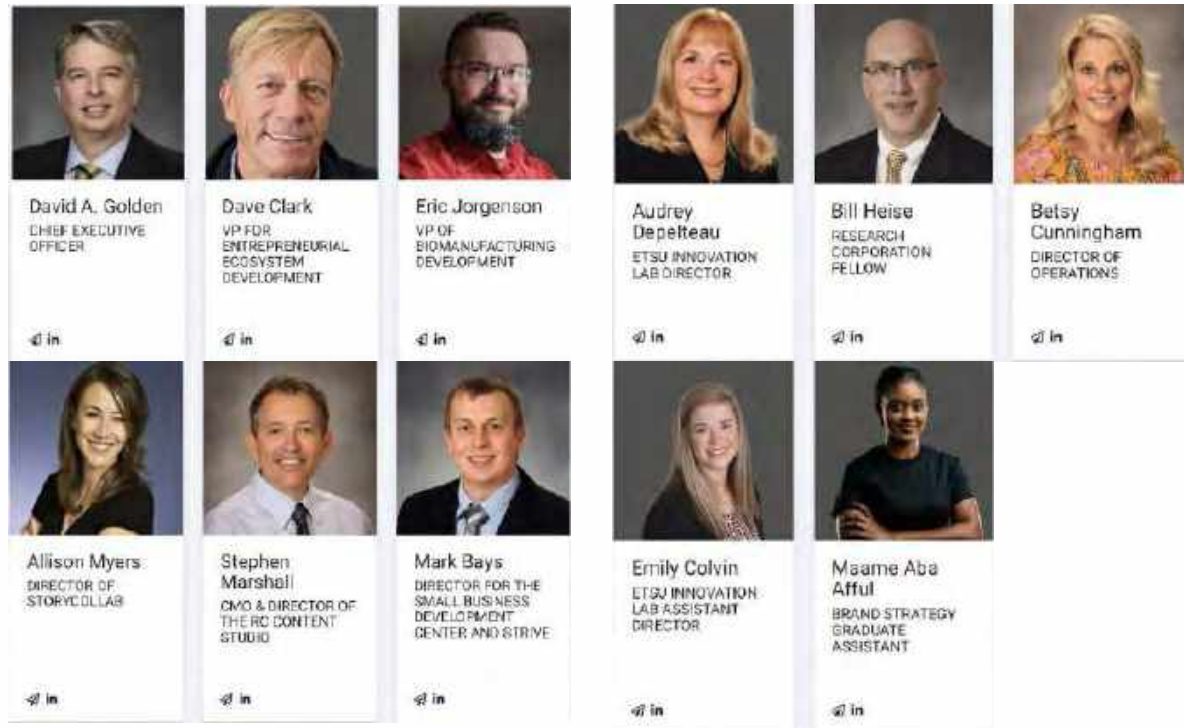 David A. Golden
CHIEF EXECUTIVE
OFFICER
in
Dave Clark
VP FOR
ENTREPRENEURIAL
ECOSYSTEM
DEVELOPMENT
in
Eric Jorgenson
VP OF
BIOMANUFACTURING
DEVELOPMENT
in
Audrey
Depelteau
ETSU INNOVATION
LAB DIRECTOR
in
Bill Heise
RESEARCH
CORPORATION
FELLOW
in
Betsy
Cunningham
DIRECTOR OF
OPERATIONS
in
Allison Myers
DIRECTOR OF
STORYCOLLAB
in
Stephen
Marshall
CMO & DIRECTOR OF
THE RC CONTENT
STUDIO
in
Mark Bays
DIRECTOR FOR THE
SMALL BUSINESS
DEVELOPMENT
CENTER AND STRIVE
in
Emily Colvin
ETSU INNOVATION
LAB ASSISTANT
DIRECTOR
in
Maame Aba
Afful
BRAND STRATEGY
GRADUATE
ASSISTANT
in